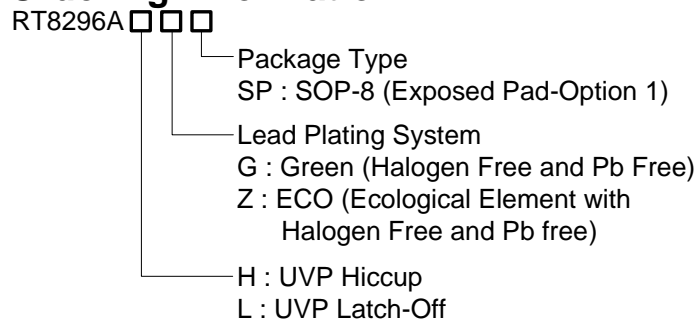 RT8296A
Package Type
SP : SOP-8 (Exposed Pad-Option 1)
Lead Plating System
G : Green (Halogen Free and Pb Free)
Z : ECO (Ecological Element with
Halogen Free and Pb free)
H : UVP Hiccup
L : UVP Latch-Off